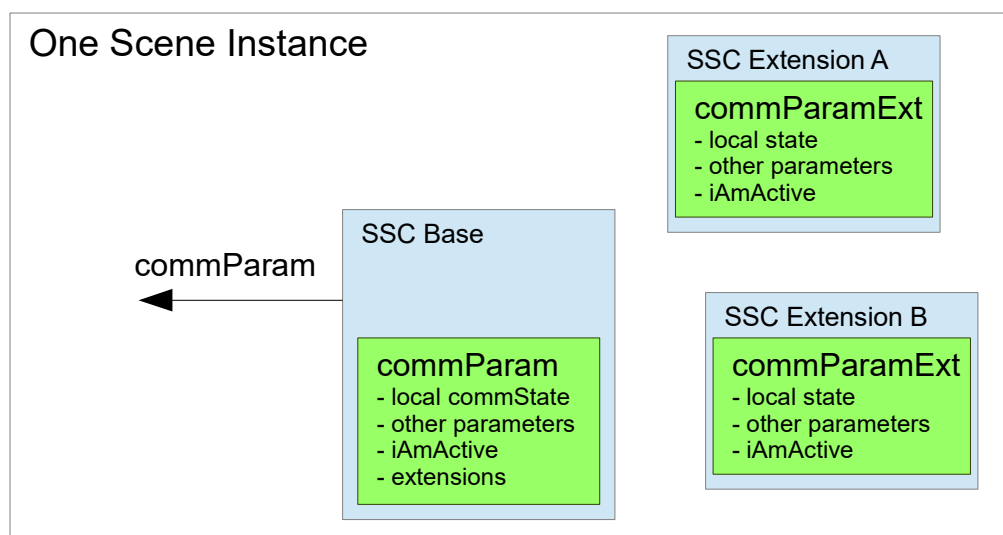 One Scene Instance
SSC Extension A
commParamExt
- local state
- other parameters
- iAmActive
SSC Base
commParam
commParam
- local commState
- other parameters
- iAmActive
- extensions
SSC Extension B
commParamExt
- local state
- other parameters
- iAmActive